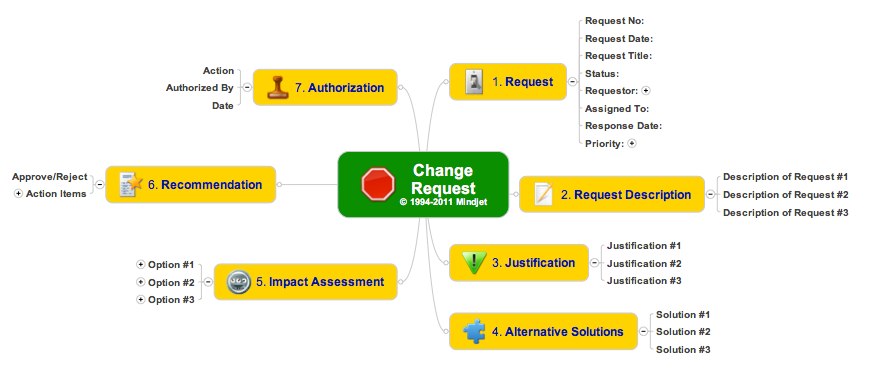 Change
Request
© 1994-2011 Mindjet
1. Request
Request No:
Request Date:
Request Title:
Status:
Requestor:
Assigned To:
Response Date:
Priority:
2. Request Description
Description of Request #1
Description of Request #2
Description of Request #3
3. Justification
Justification #1
Justification #2
Justification #3
4. Alternative Solutions
Solution #1
Solution #2
Solution #3
5. Impact Assessment
Option #1
Option #2
Option #3
6. Recommendation
Approve/Reject
Action Items
7. Authorization
Action
Authorized By
Date